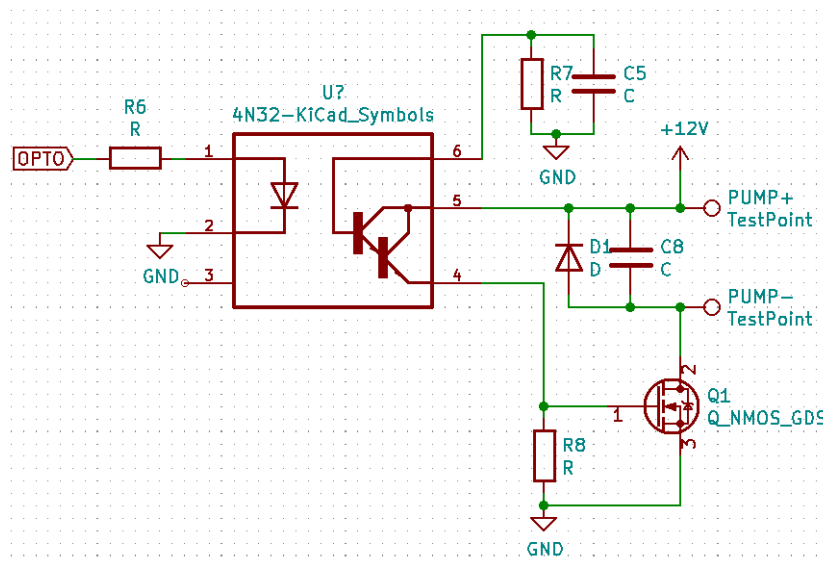 R7
R
C5
C
U?
4N32-KiCad_Symbols
R6
R
+12V
OPTO
1
6
GND
PUMP+
TestPoint
5
2
D1
D
C8
C
GND
3
4
PUMP-
TestPoint
2
Q1
Q_NMOS_GDS
1
3
R8
R
GND